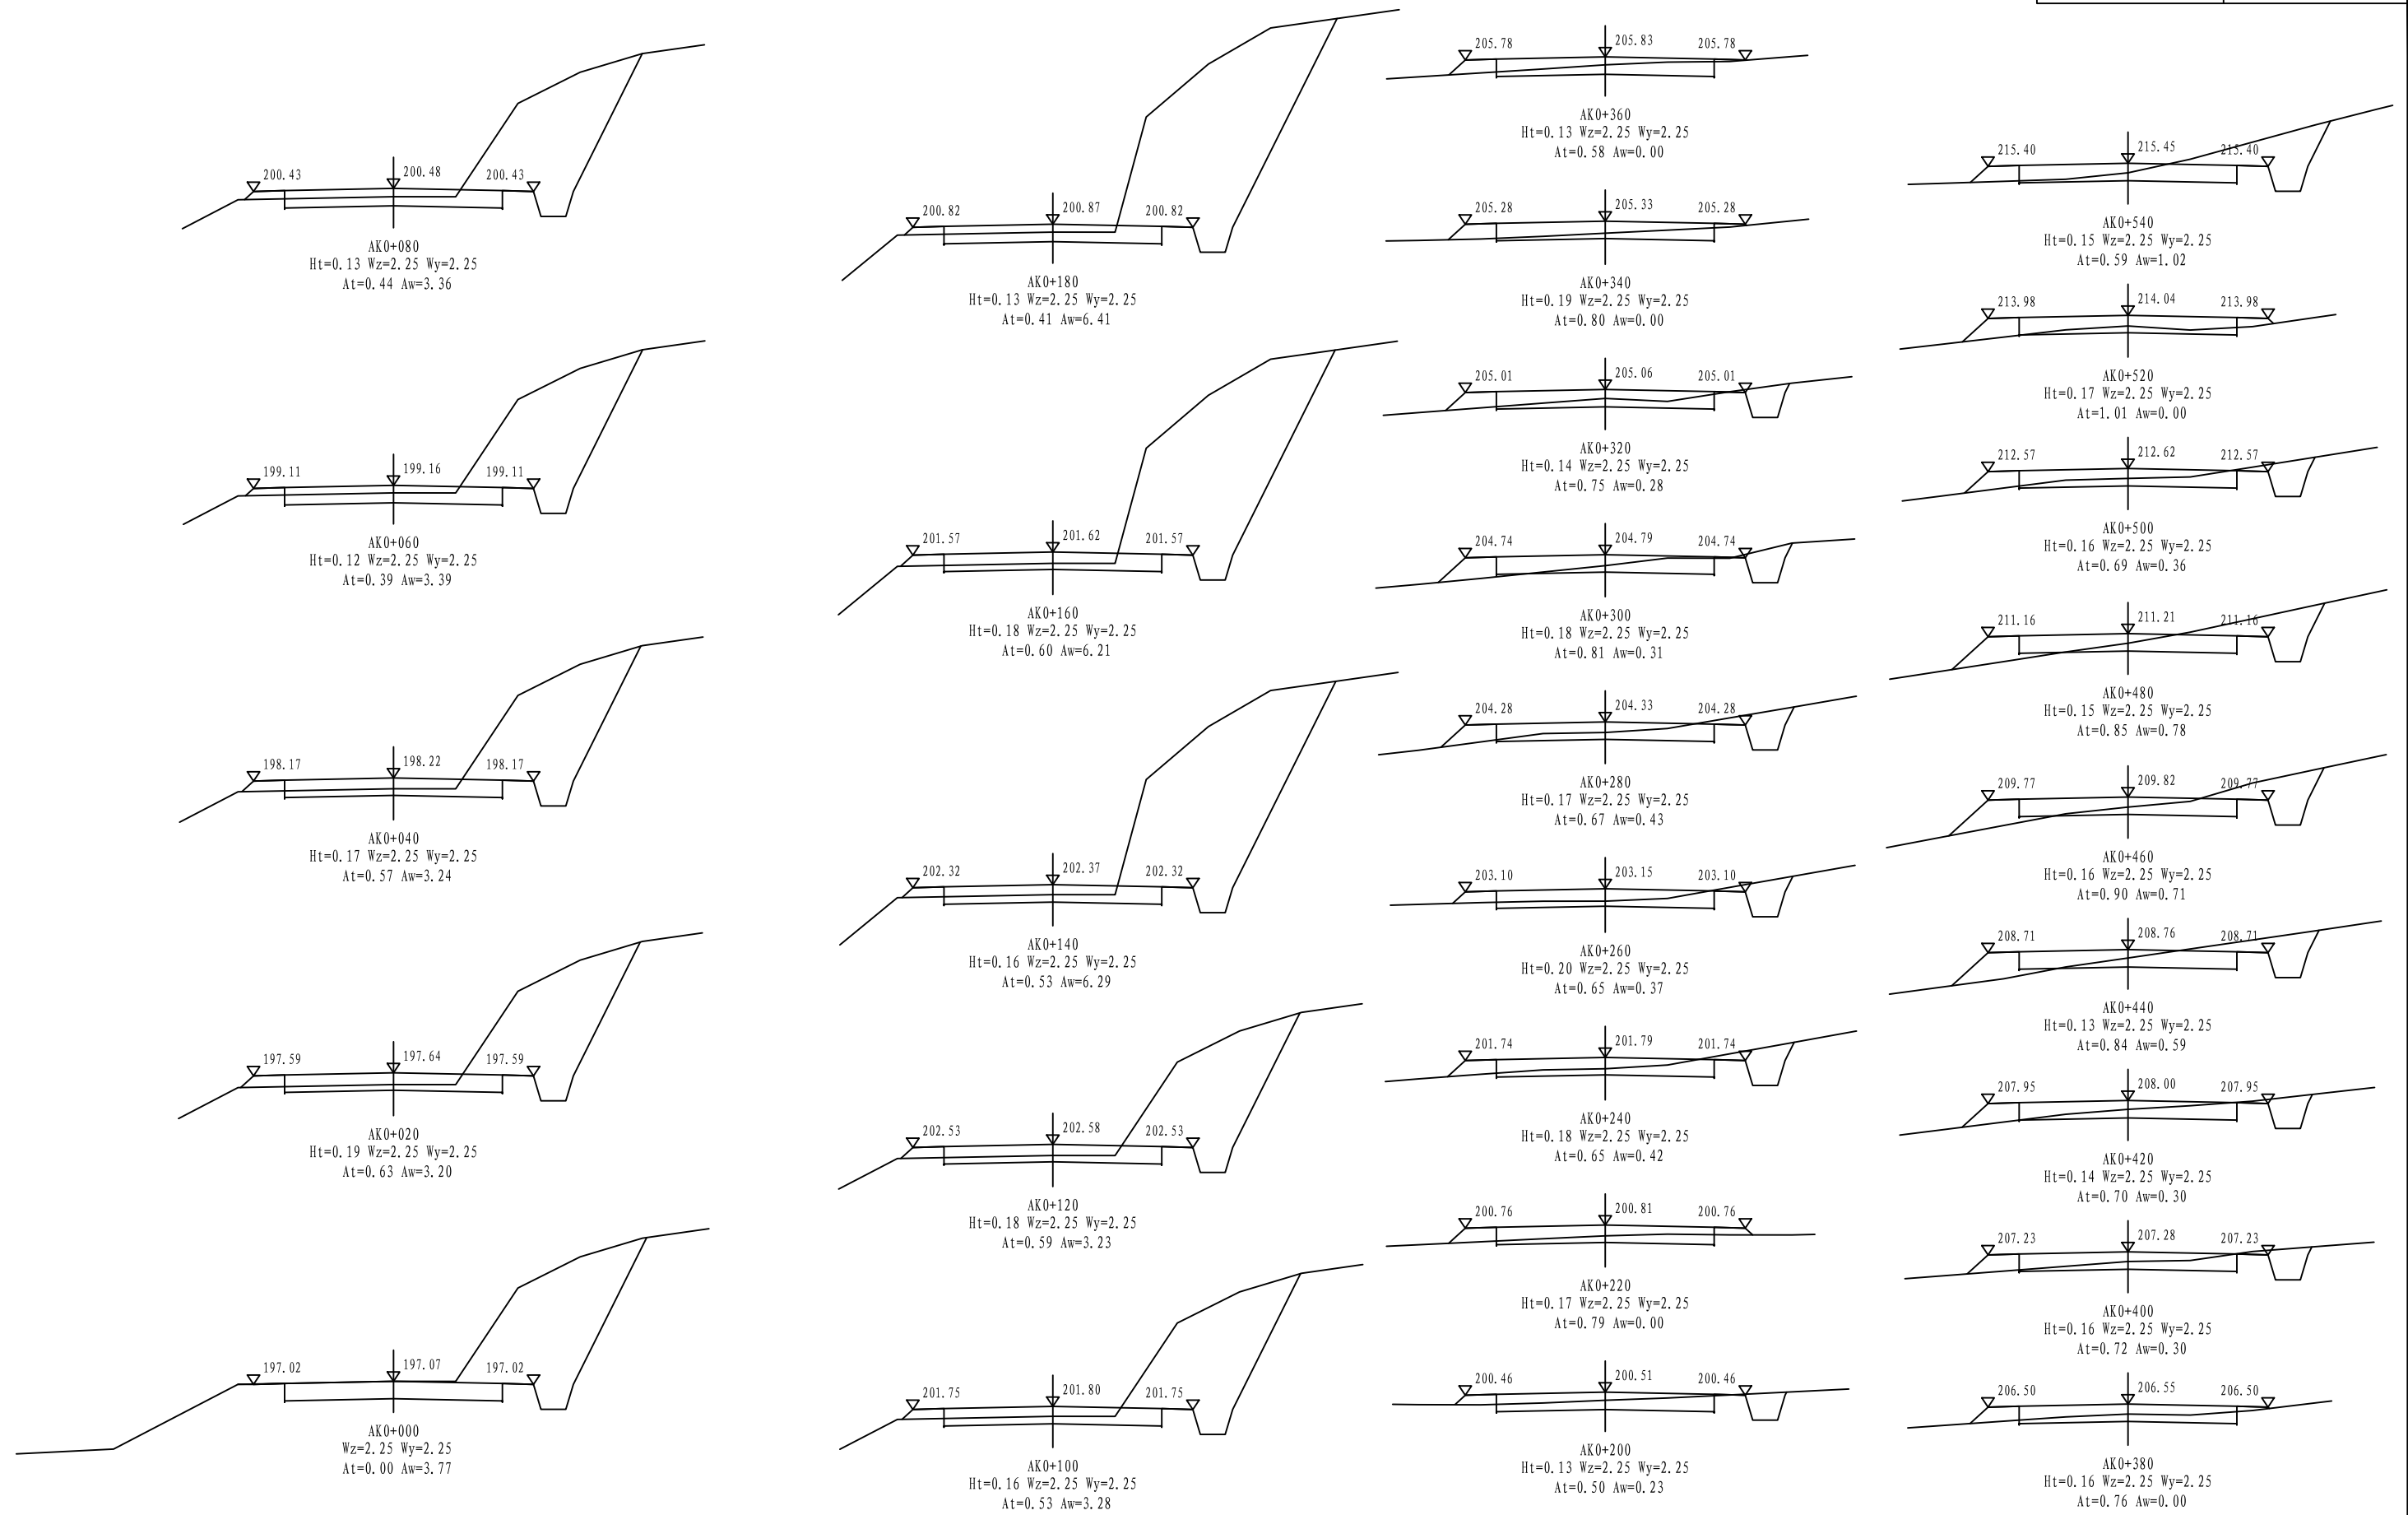 200.43 200.48 200.43
AK0+080
Ht=0.13 Wz=2.25 Wy=2.25
At=0.44 Aw=3.36
199.11 199.16 199.11
AK0+060
Ht=0.12 Wz=2.25 Wy=2.25
At=0.39 Aw=3.39
198.17 198.22 198.17
AK0+040
Ht=0.17 Wz=2.25 Wy=2.25
At=0.57 Aw=3.24
197.59 197.64 197.59
AK0+020
Ht=0.19 Wz=2.25 Wy=2.25
At=0.63 Aw=3.20
197.02 197.07 197.02
AK0+000
Wz=2.25 Wy=2.25
At=0.00 Aw=3.77
200.82 200.87 200.82
AK0+180
Ht=0.13 Wz=2.25 Wy=2.25
At=0.41 Aw=6.41
201.57 201.62 201.57
AK0+160
Ht=0.18 Wz=2.25 Wy=2.25
At=0.60 Aw=6.21
202.32 202.37 202.32
AK0+140
Ht=0.16 Wz=2.25 Wy=2.25
At=0.53 Aw=6.29
202.53 202.58 202.53
AK0+120
Ht=0.18 Wz=2.25 Wy=2.25
At=0.59 Aw=3.23
201.75 201.80 201.75
AK0+100
Ht=0.16 Wz=2.25 Wy=2.25
At=0.53 Aw=3.28
205.78 205.83 205.78
AK0+360
Ht=0.13 Wz=2.25 Wy=2.25
At=0.58 Aw=0.00
205.28 205.33 205.28
AK0+340
Ht=0.19 Wz=2.25 Wy=2.25
At=0.80 Aw=0.00
205.01 205.06 205.01
AK0+320
Ht=0.14 Wz=2.25 Wy=2.25
At=0.75 Aw=0.28
204.74 204.79 204.74
AK0+300
Ht=0.18 Wz=2.25 Wy=2.25
At=0.81 Aw=0.31
204.28 204.33 204.28
AK0+280
Ht=0.17 Wz=2.25 Wy=2.25
At=0.67 Aw=0.43
203.10 203.15 203.10
AK0+260
Ht=0.20 Wz=2.25 Wy=2.25
At=0.65 Aw=0.37
201.74 201.79 201.74
AK0+240
Ht=0.18 Wz=2.25 Wy=2.25
At=0.65 Aw=0.42
200.76 200.81 200.76
AK0+220
Ht=0.17 Wz=2.25 Wy=2.25
At=0.79 Aw=0.00
200.46 200.51 200.46
AK0+200
Ht=0.13 Wz=2.25 Wy=2.25
At=0.50 Aw=0.23
215.40 215.45 215.40
AK0+540
Ht=0.15 Wz=2.25 Wy=2.25
At=0.59 Aw=1.02
213.98 214.04 213.98
AK0+520
Ht=0.17 Wz=2.25 Wy=2.25
At=1.01 Aw=0.00
212.57 212.62 212.57
AK0+500
Ht=0.16 Wz=2.25 Wy=2.25
At=0.69 Aw=0.36
211.16 211.21 211.16
AK0+480
Ht=0.15 Wz=2.25 Wy=2.25
At=0.85 Aw=0.78
209.77 209.82 209.77
AK0+460
Ht=0.16 Wz=2.25 Wy=2.25
At=0.90 Aw=0.71
208.71 208.76 208.71
AK0+440
Ht=0.13 Wz=2.25 Wy=2.25
At=0.84 Aw=0.59
207.95 208.00 207.95
AK0+420
Ht=0.14 Wz=2.25 Wy=2.25
At=0.70 Aw=0.30
207.23 207.28 207.23
AK0+400
Ht=0.16 Wz=2.25 Wy=2.25
At=0.72 Aw=0.30
206.50 206.55 206.50
AK0+380
Ht=0.16 Wz=2.25 Wy=2.25
At=0.76 Aw=0.00